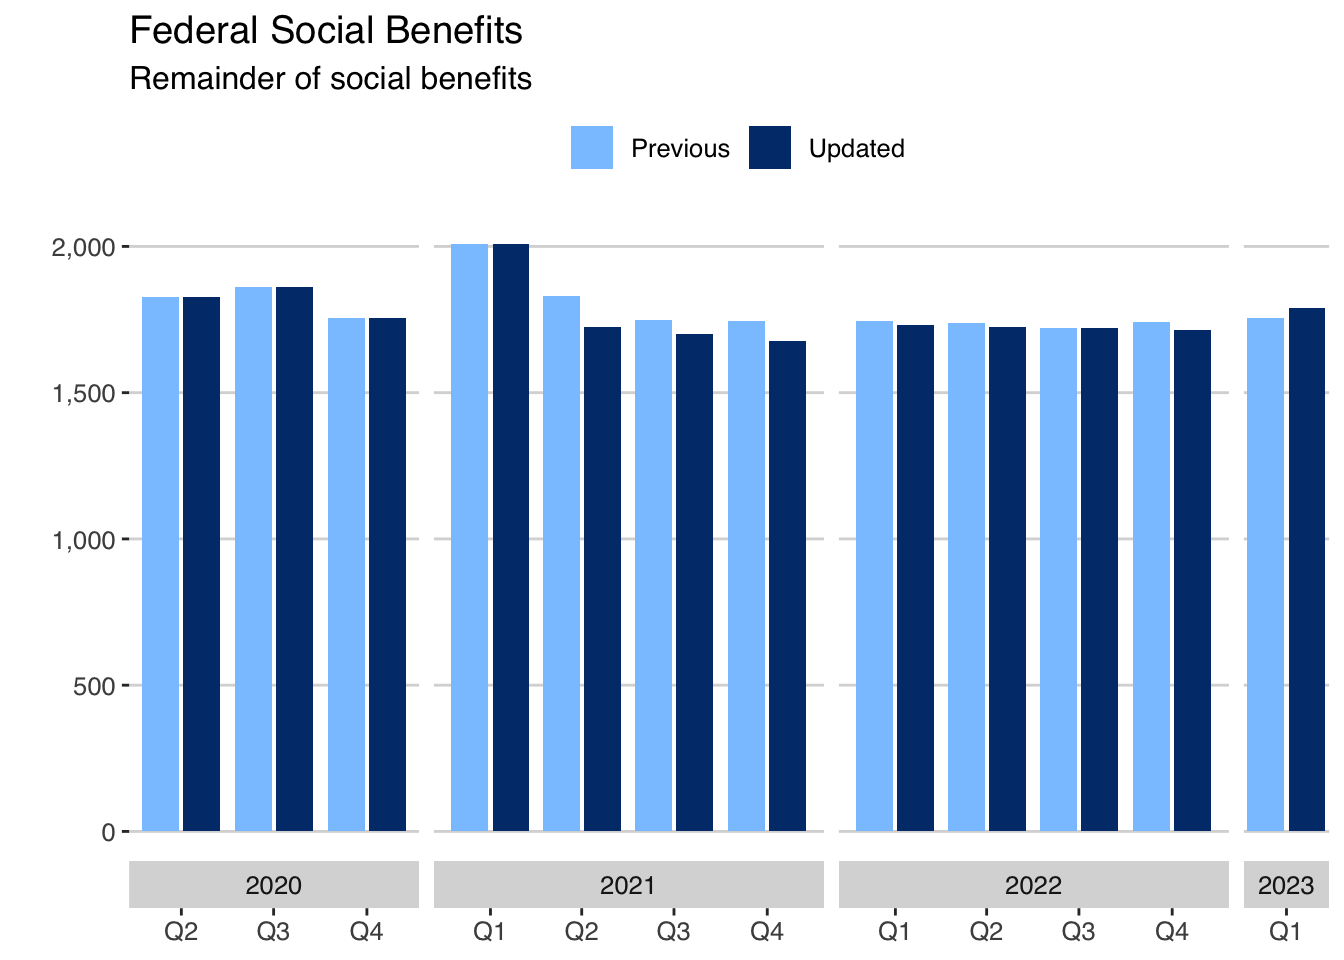 Federal Social Benefits
Remainder of social benefits
Previous Updated
2,000
1,500
1,000
500
0
2020 2021 2022 2023
Q2 Q3 Q4 Q1 Q2 Q3 Q4 Q1 Q2 Q3 Q4 Q1